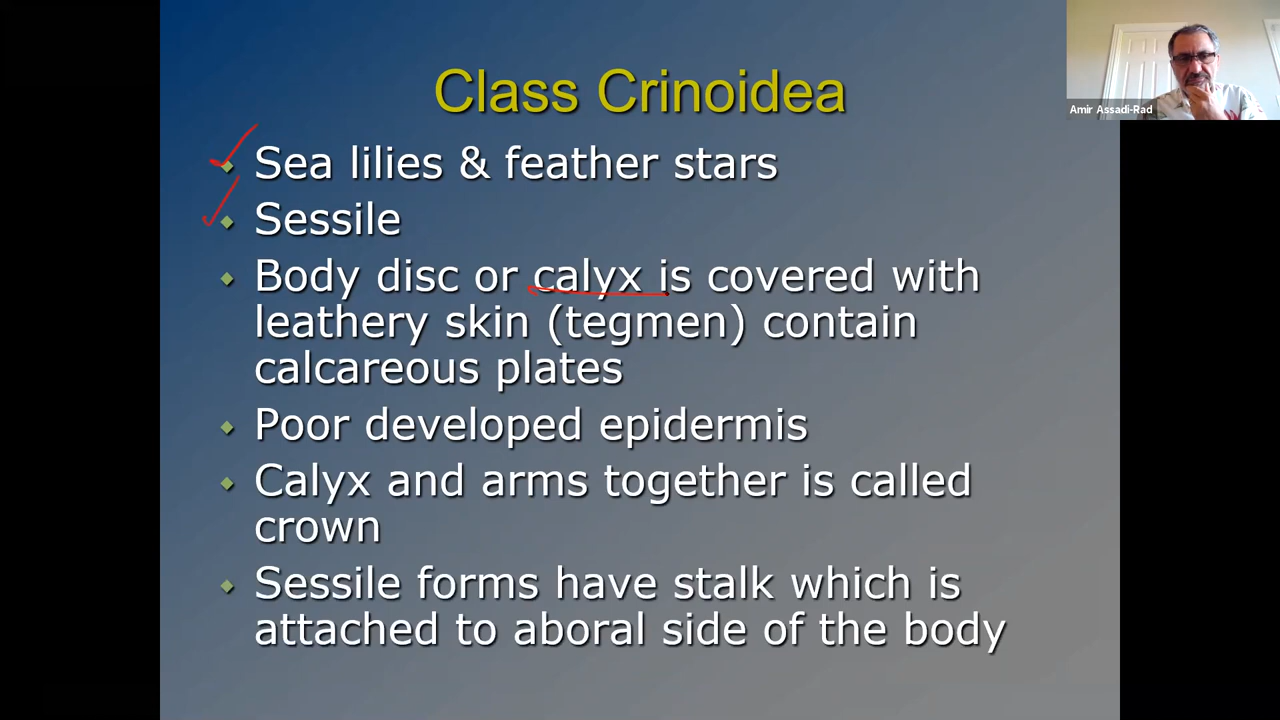 Class Crinoidea
Amir Assadi-Rad
Sea lilies & feather stars
Sessile
Body disc or calyx is covered with
leathery skin (tegmen) contain
calcareous plates
Poor developed epidermis
Calyx and arms together is called
crown
Sessile forms have stalk which is
attached to aboral side of the body